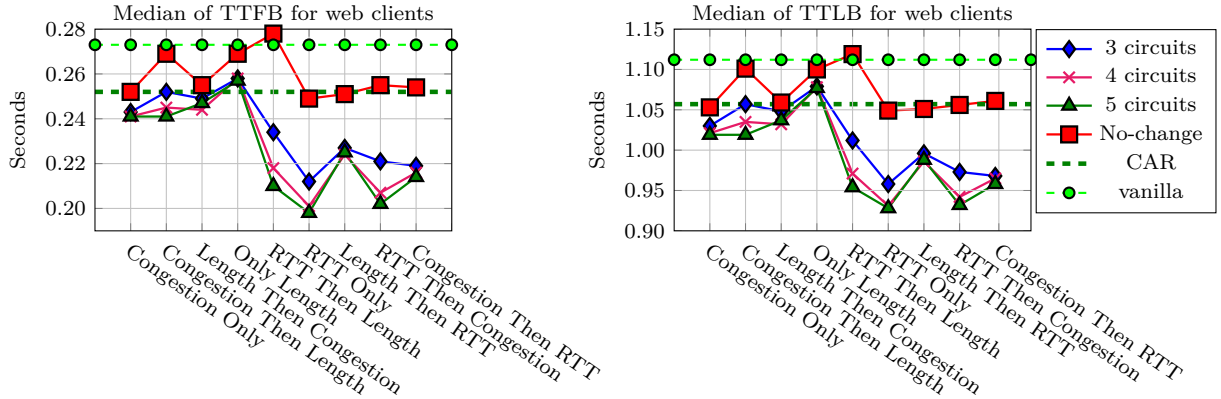 Median of TTFB for web clients
Seconds
0.28
0.26
0.24
0.22
0.20
Congestion Only
Congestion Then Length
Length Then Congestion
Only Length
RTT Then Length
RTT Only
Length Then RTT
RTT Then Congestion
Congestion Then RTT
Median of TTLB for web clients
Seconds
1.15
1.10
1.05
1.00
0.95
0.90
Congestion Only
Congestion Then Length
Length Then Congestion
Only Length
RTT Then Length
RTT Only
Length Then RTT
RTT Then Congestion
Congestion Then RTT
3 circuits
4 circuits
5 circuits
No-change
CAR
vanilla